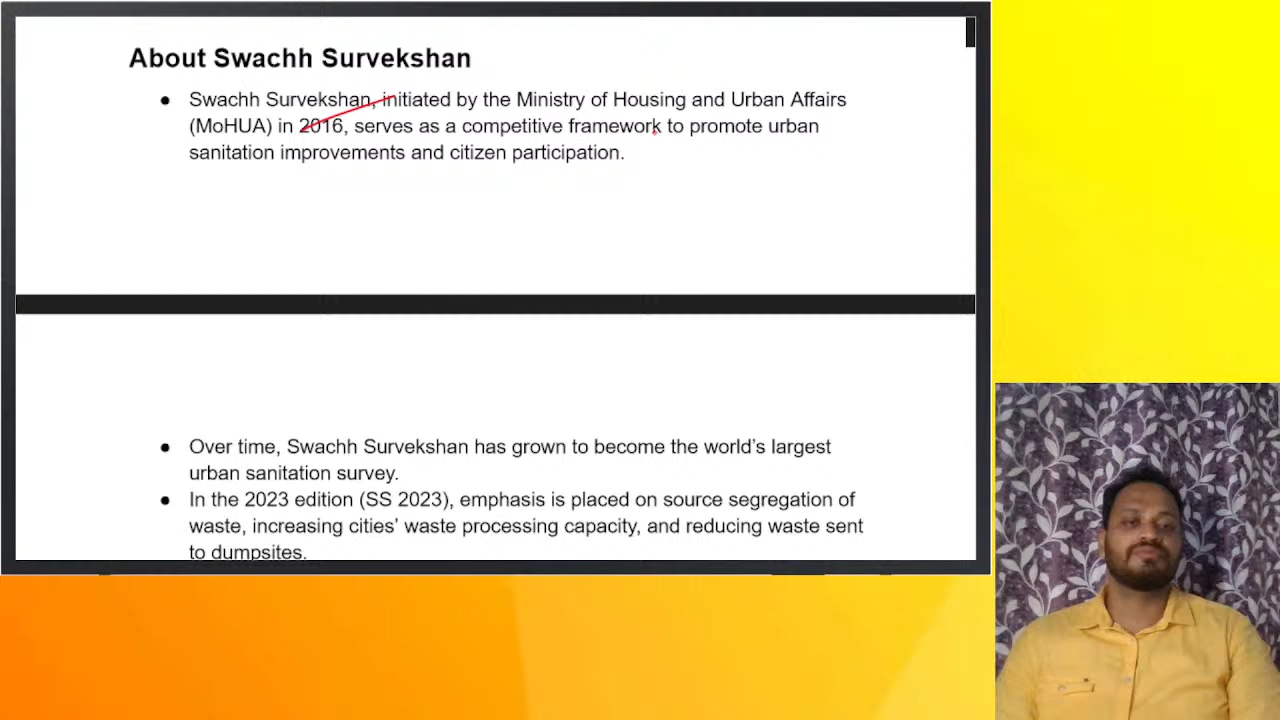 About Swachh Survekshan
● Swachh Survekshan, initiated by the Ministry of Housing and Urban Affairs
(MoHUA) in 2016, serves as a competitive framework to promote urban
sanitation improvements and citizen participation.
● Over time, Swachh Survekshan has grown to become the world’s largest
urban sanitation survey.
● In the 2023 edition (SS 2023), emphasis is placed on source segregation of
waste, increasing cities’ waste processing capacity, and reducing waste sent
to dumpsites.